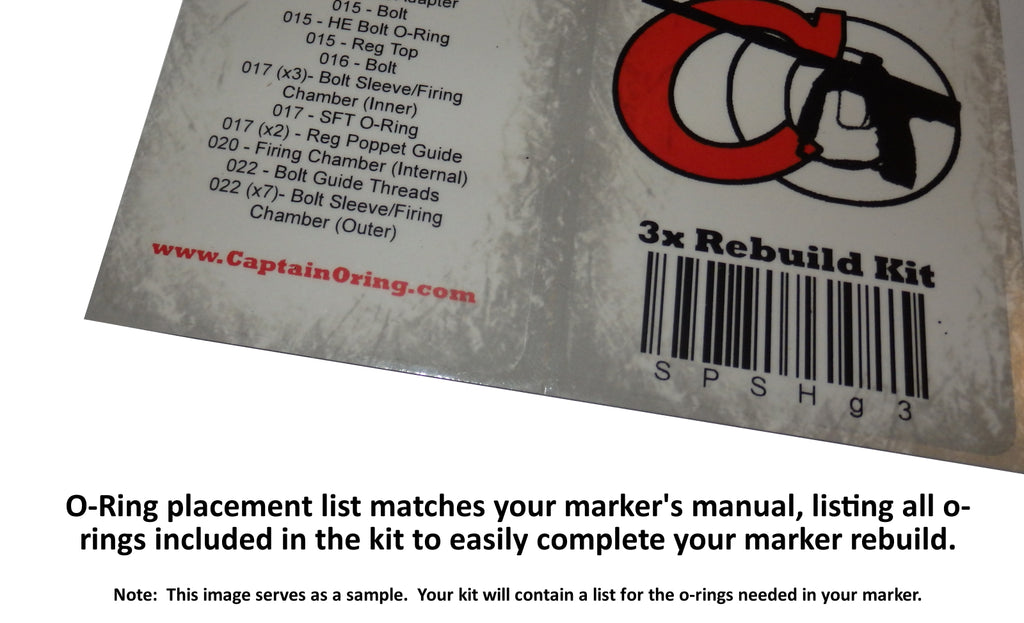 015 - Bolt
015 - HE Bolt O-Ring
015 - Reg Top
016 - Bolt
017 (x3)- Bolt Sleeve/Firing
Chamber (Inner)
017 - SFT O-Ring
017 (x2) - Reg Poppet Guide
020 - Firing Chamber (Internal)
022 - Bolt Guide Threads
022 (x7)- Bolt Sleeve/Firing
Chamber (Outer)
www.CaptainOring.com
3x Rebuild Kit
SPSHg3
O-Ring placement list matches your marker's manual, listing all o-
rings included in the kit to easily complete your marker rebuild.
Note:  This image serves as a sample.  Your kit will contain a list for the o-rings needed in your marker.